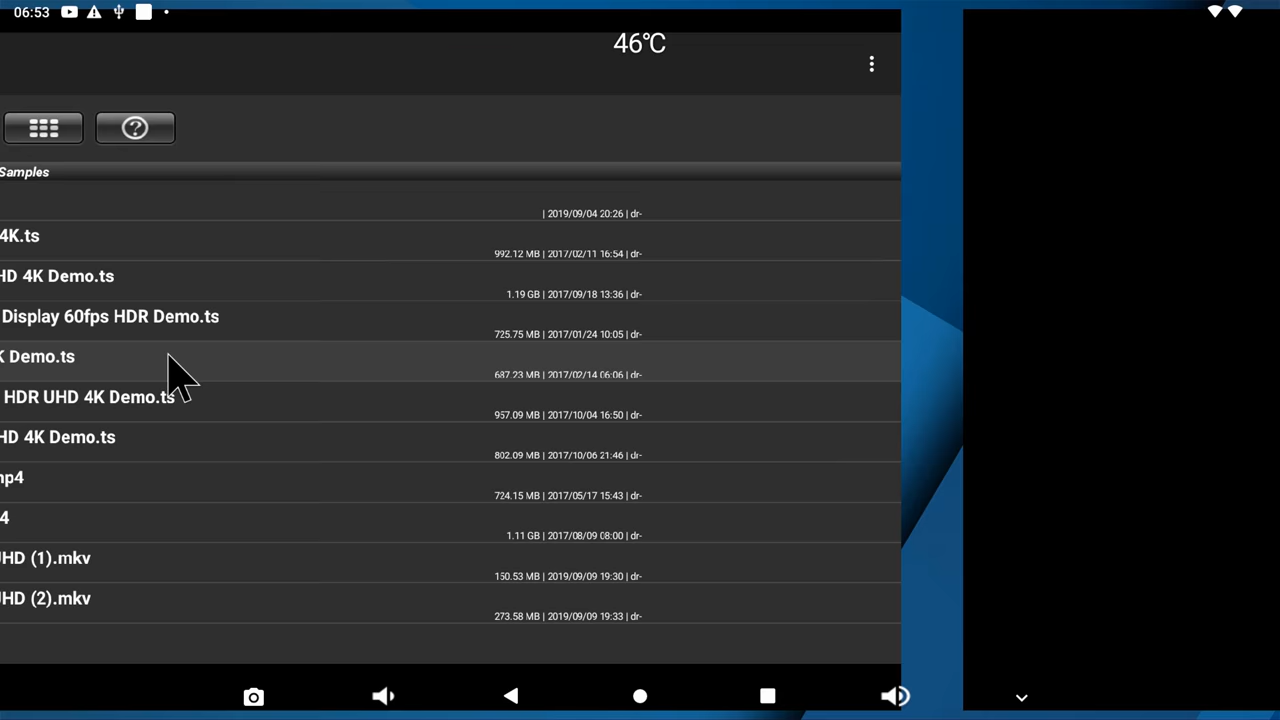 06:53
46℃
Samples
| 2019/09/04 20:26 | dr-
4K.ts
992.12 MB | 2017/02/11 16:54 | dr-
HD 4K Demo.ts
1.19 GB | 2017/09/18 13:36 | dr-
Display 60fps HDR Demo.ts
725.75 MB | 2017/01/24 10:05 | dr-
K Demo.ts
687.23 MB | 2017/02/14 06:06 | dr-
HDR UHD 4K Demo.ts
957.09 MB | 2017/10/04 16:50 | dr-
HD 4K Demo.ts
802.09 MB | 2017/10/06 21:46 | dr-
mp4
724.15 MB | 2017/05/17 15:43 | dr-
4
1.11 GB | 2017/08/09 08:00 | dr-
UHD (1).mkv
150.53 MB | 2019/09/09 19:30 | dr-
UHD (2).mkv
273.58 MB | 2019/09/09 19:33 | dr-